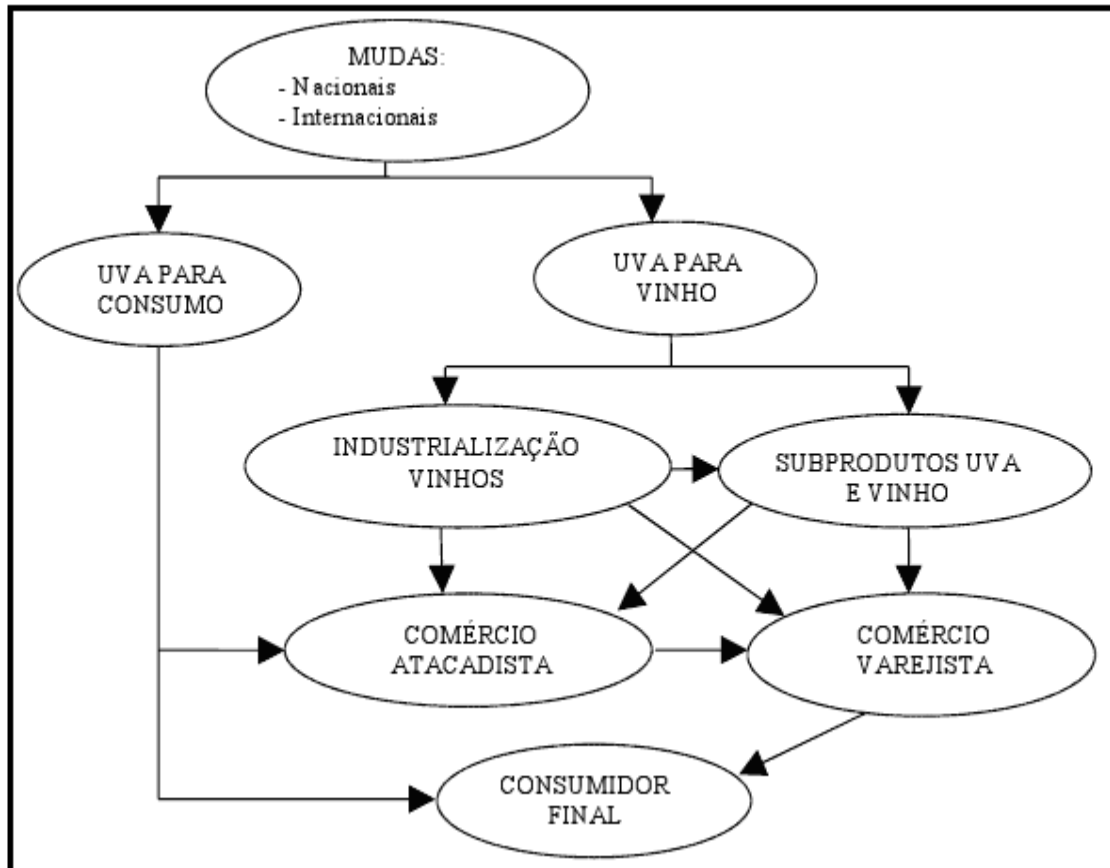 MUDAS:
- Nacionais
- Internacionais
UVA PARA
CONSUMO
UVA PARA
VINHO
INDUSTRIALIZAÇÃO
VINHOS
SUBPRODUTOS UVA
E VINHO
COMÉRCIO
ATACADISTA
COMÉRCIO
VAREJISTA
CONSUMIDOR
FINAL